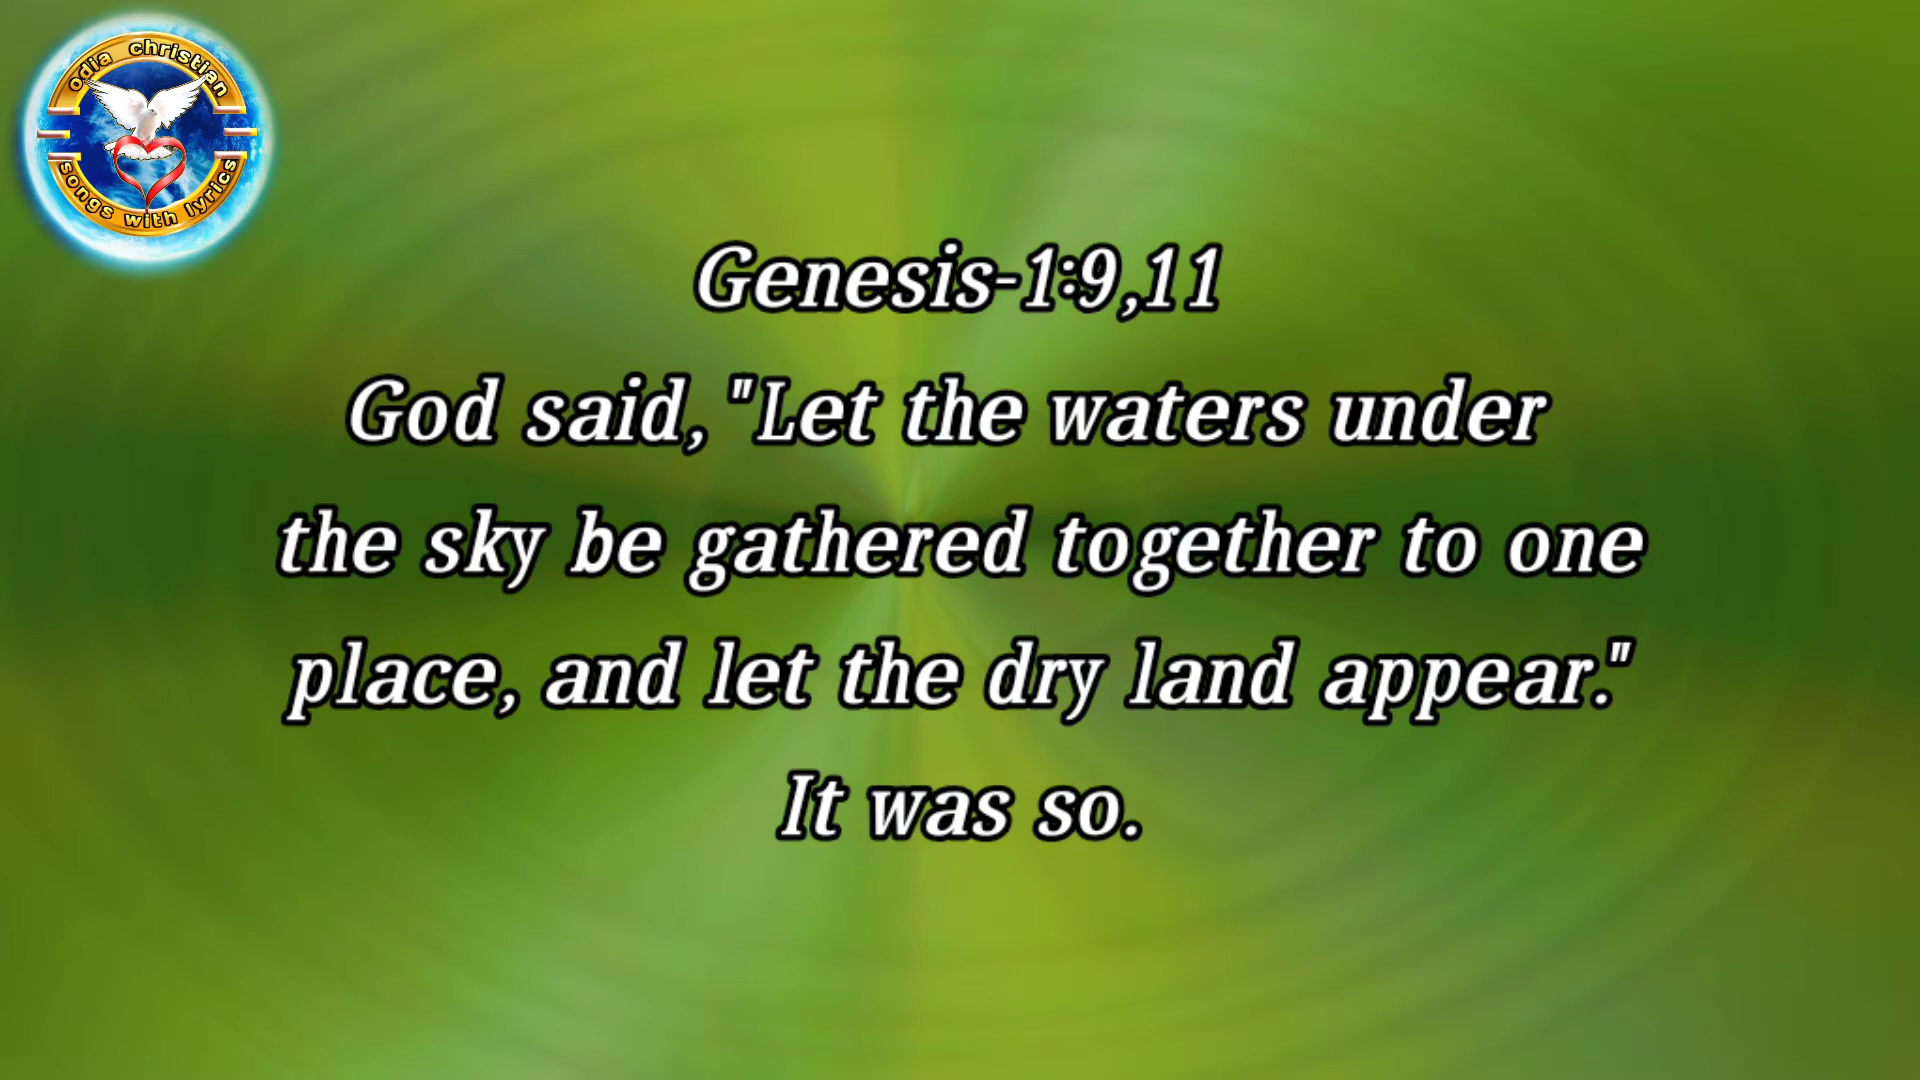 odia christian
songs with lyrics
Genesis-1:9,11
God said, "Let the waters under
the sky be gathered together to one
place, and let the dry land appear."
It was so.